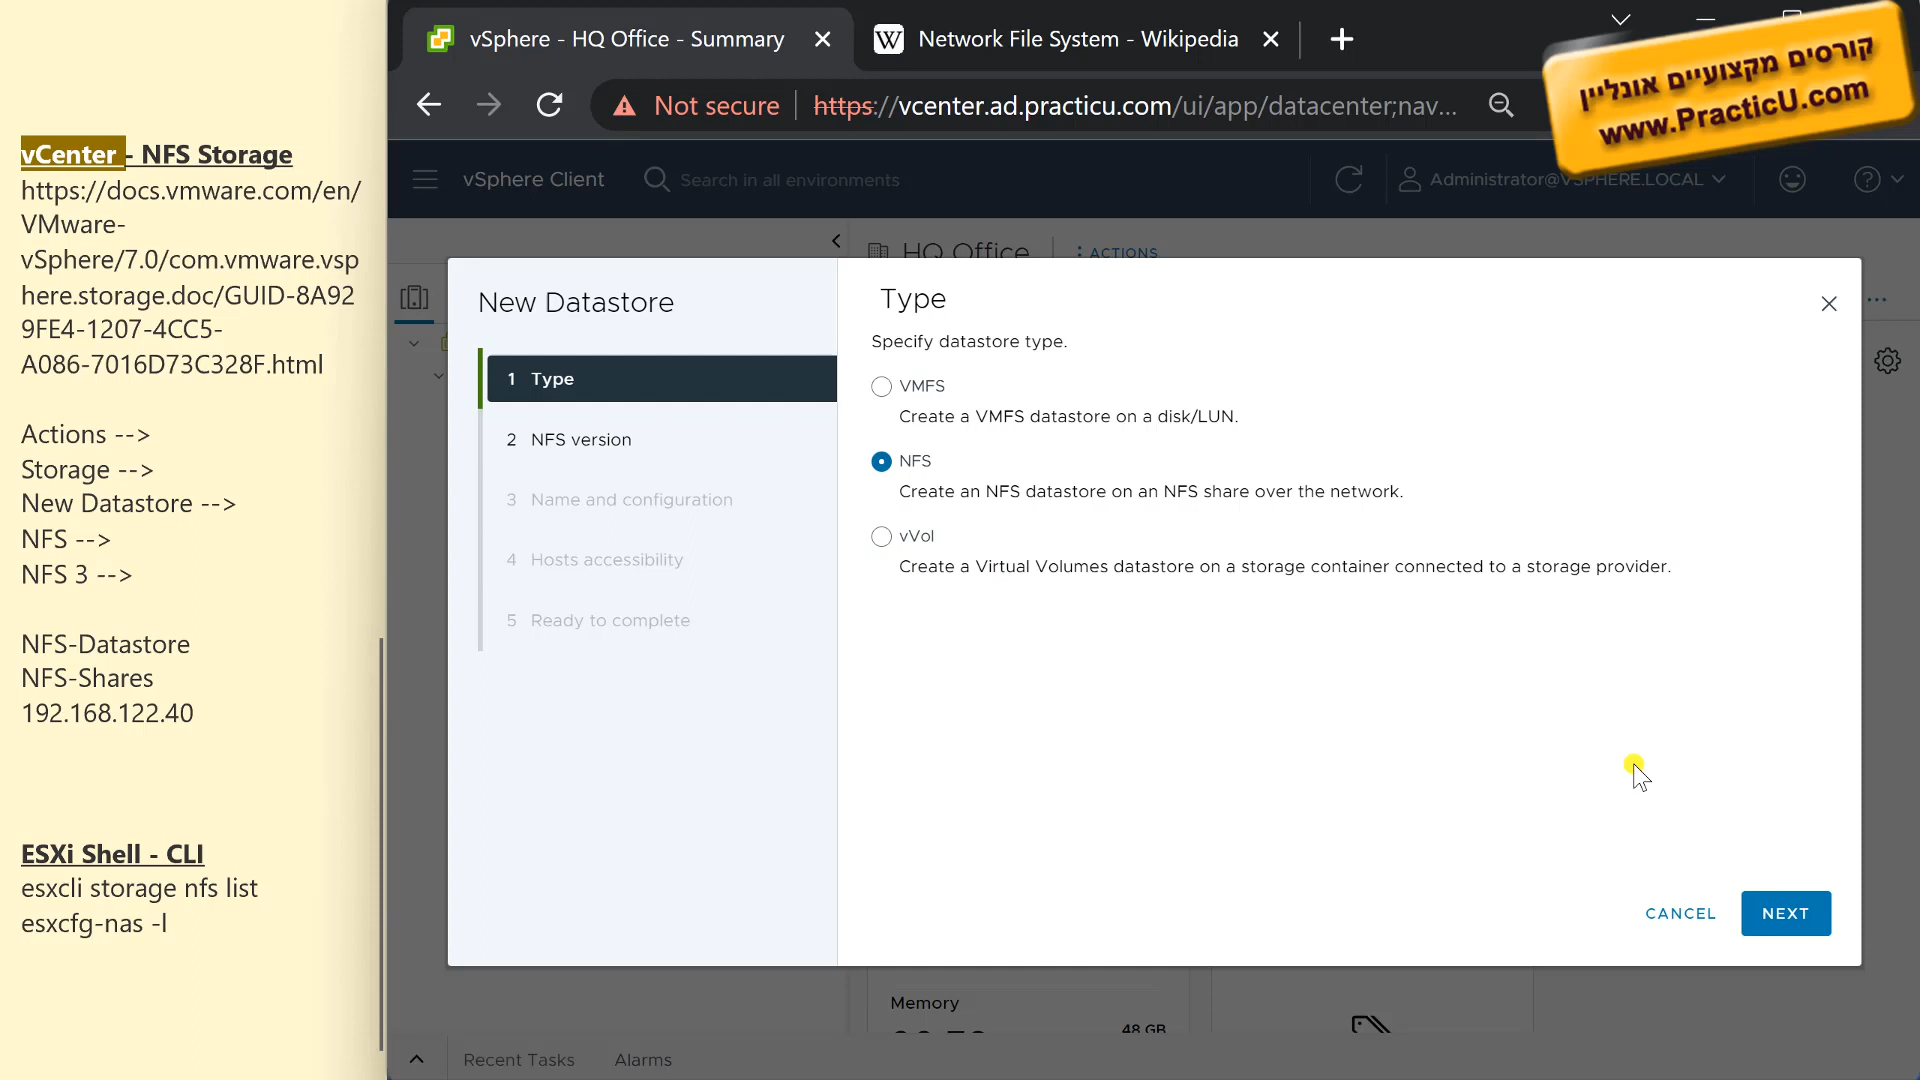 vCenter - NFS Storage
https://docs.vmware.com/en/
VMware-
vSphere/7.0/com.vmware.vsp
here.storage.doc/GUID-8A92
9FE4-1207-4CC5-
A086-7016D73C328F.html
Actions -->
Storage -->
New Datastore -->
NFS -->
NFS 3 -->
NFS-Datastore
NFS-Shares
192.168.122.40
ESXi Shell - CLI
esxcli storage nfs list
esxcfg-nas -l
vSphere - HQ Office - Summary
W Network File System - Wikipedia
Not secure https://vcenter.ad.practicu.com/ui/app/datacenter;nav...
קורסים מקצועיים אונליין
www.PracticU.com
vSphere Client
Search in all environments
Administrator@VSPHERE.LOCAL
HQ Office
ACTIONS
New Datastore
1 Type
2 NFS version
3 Name and configuration
4 Hosts accessibility
5 Ready to complete
Type
Specify datastore type.
VMFS
Create a VMFS datastore on a disk/LUN.
NFS
Create an NFS datastore on an NFS share over the network.
vVol
Create a Virtual Volumes datastore on a storage container connected to a storage provider.
CANCEL
NEXT
Memory
48 GB
Recent Tasks
Alarms